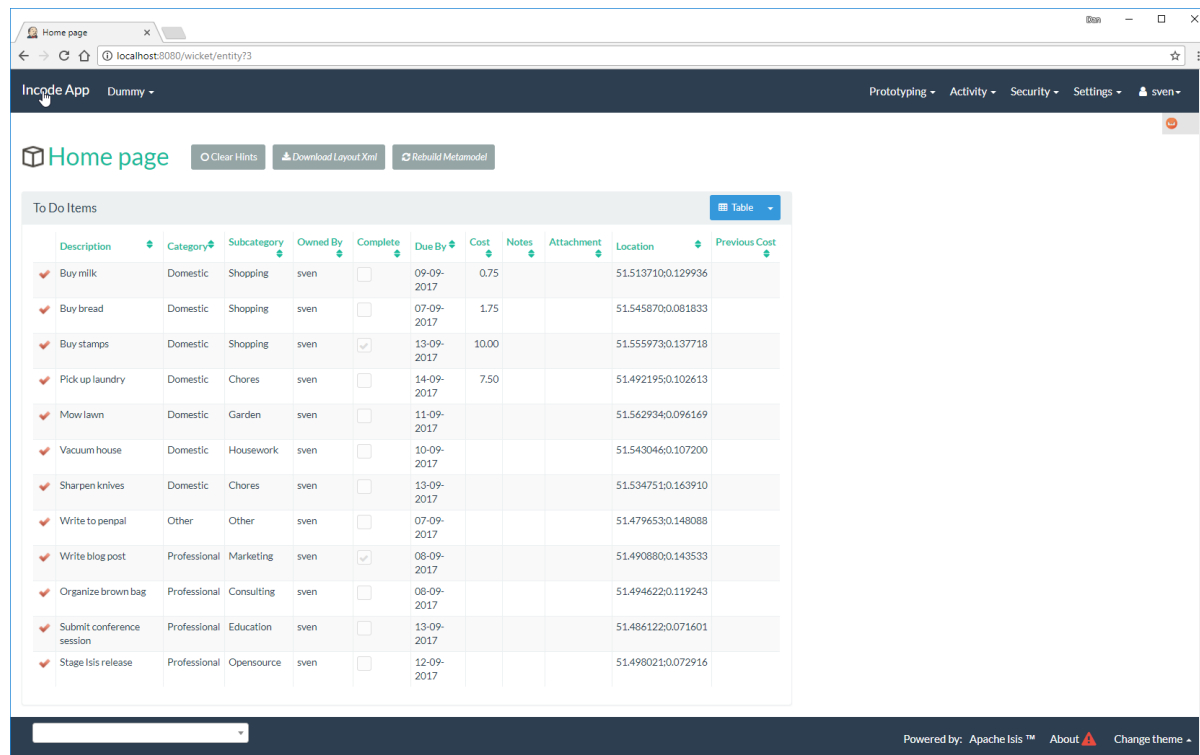 Dan
Home page
localhost:8080/wicket/entity?3
Incode App Dummy Prototyping Activity Security Settings sven
Home page Clear Hints Download Layout Xml Rebuild Metamodel
To Do Items Table
Description Category Subcategory Owned By Complete Due By Cost Notes Attachment Location Previous Cost
Buy milk Domestic Shopping sven 09-09- 0.75 51.513710;0.129936
2017
Buy bread Domestic Shopping sven 07-09- 1.75 51.545870;0.081833
2017
Buy stamps Domestic Shopping sven 13-09- 10.00 51.555973;0.137718
2017
Pick up laundry Domestic Chores sven 14-09- 7.50 51.492195;0.102613
2017
Mow lawn Domestic Garden sven 11-09- 51.562934;0.096169
2017
Vacuum house Domestic Housework sven 10-09- 51.543046;0.107200
2017
Sharpen knives Domestic Chores sven 13-09- 51.534751;0.163910
2017
Write to penpal Other Other sven 07-09- 51.479653;0.148088
2017
Write blog post Professional Marketing sven 08-09- 51.490880;0.143533
2017
Organize brown bag Professional Consulting sven 08-09- 51.494622;0.119243
2017
Submit conference Professional Education sven 13-09- 51.486122;0.071601
session 2017
Stage Isis release Professional Opensource sven 12-09- 51.498021;0.072916
2017
Powered by: Apache Isis ™ About Change theme